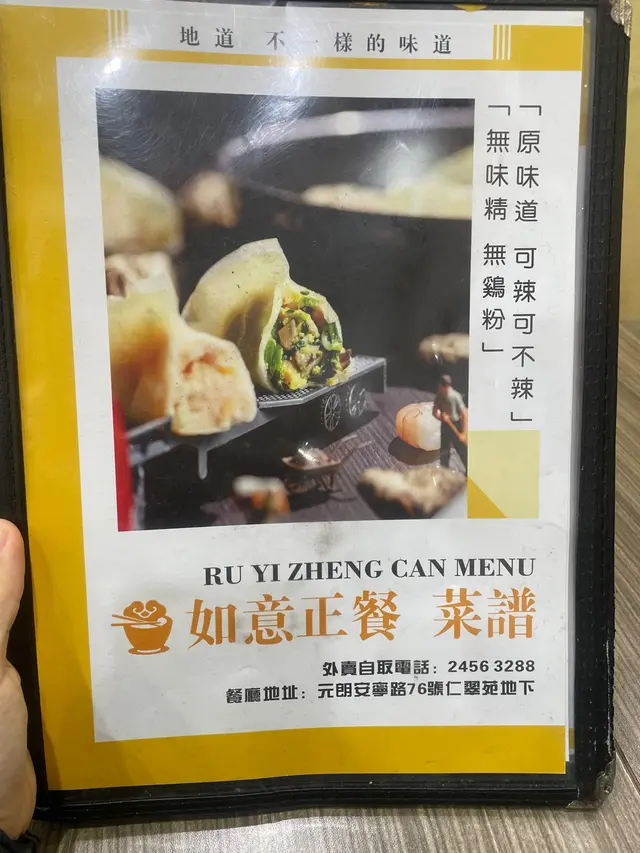 地道 不一樣的味道
「原味道 可辣可不辣」
「無味精 無鷄粉」
RU YI ZHENG CAN MENU
如意正餐 菜譜
外賣自取電話：2456 3288
餐廳地址：元朗安寧路76號仁翠苑地下